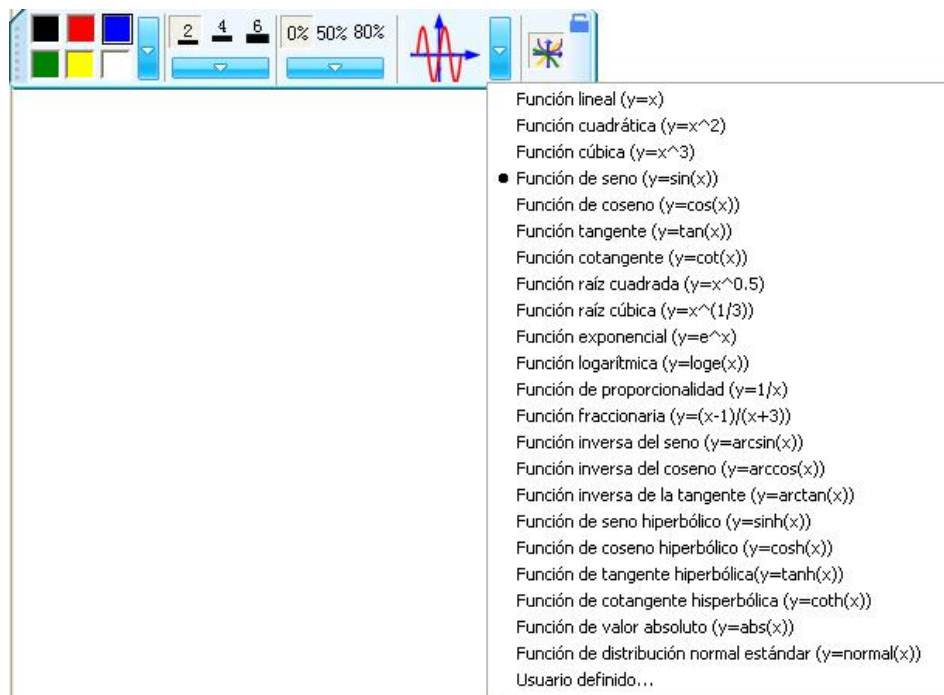 2 4 6 0% 50% 80%
Función lineal (y=x)
Función cuadrática (y=x^2)
Función cúbica (y=x^3)
Función de seno (y=sin(x))
Función de coseno (y=cos(x))
Función tangente (y=tan(x))
Función cotangente (y=cot(x))
Función raíz cuadrada (y=x^0.5)
Función raíz cúbica (y=x^(1/3))
Función exponencial (y=e^x)
Función logarítmica (y=loge(x))
Función de proporcionalidad (y=1/x)
Función fraccionaria (y=(x-1)/(x+3))
Función inversa del seno (y=arcsin(x))
Función inversa del coseno (y=arccos(x))
Función inversa de la tangente (y=arctan(x))
Función de seno hiperbólico (y=sinh(x))
Función de coseno hiperbólico (y=cosh(x))
Función de tangente hiperbólica(y=tanh(x))
Función de cotangente hisperbólica (y=coth(x))
Función de valor absoluto (y=abs(x))
Función de distribución normal estándar (y=normal(x))
Usuario definido...